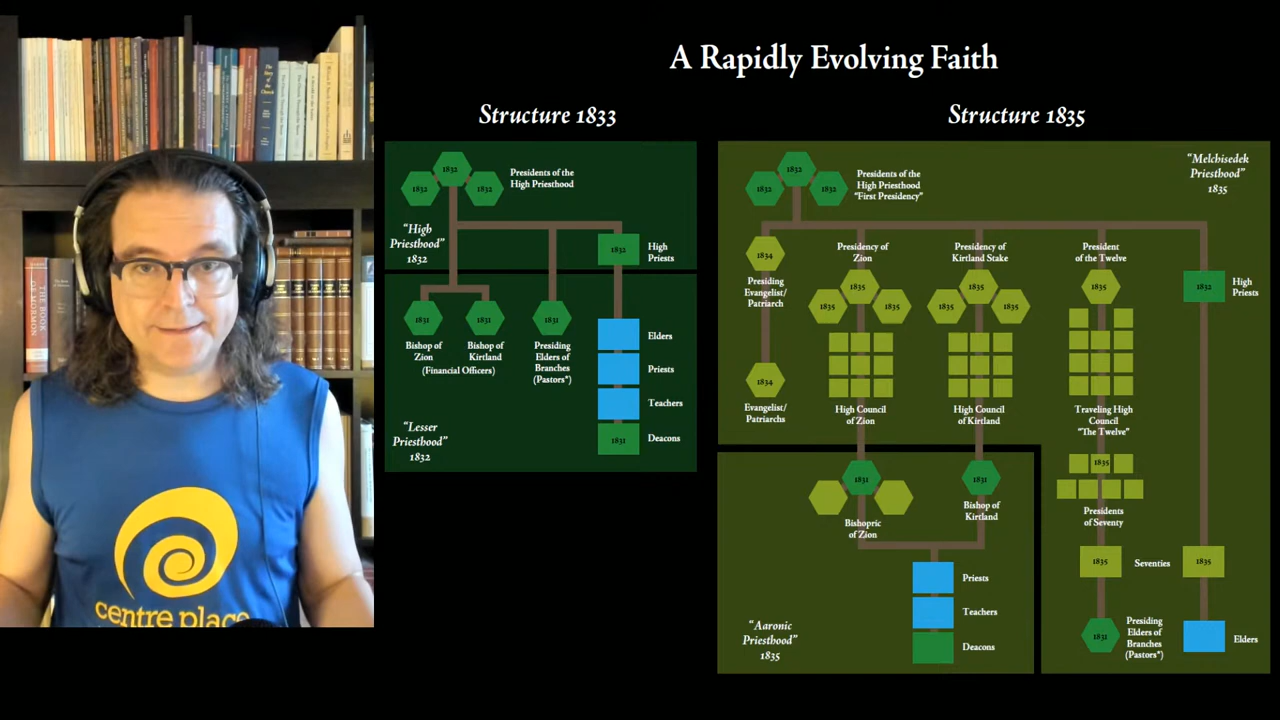 A Rapidly Evolving Faith
Structure 1833
1832
1832
1832
Presidents of the
High Priesthood
"High
Priesthood"
1832
1832
High
Priests
1831
1831
1831
Bishop of
Zion
Bishop of
Kirtland
(Financial Officers)
Presiding
Elders of
Branches
(Pastors*)
Elders
Priests
Teachers
1831
Deacons
"Lesser
Priesthood"
1832
Structure 1835
"Melchisedek
Priesthood"
1835
1832
1832
1832
Presidents of the
High Priesthood
"First Presidency"
1834
Presiding
Evangelist/
Patriarch
1834
Evangelist/
Patriarchs
Presidency of
Zion
1835
1835
1835
High Council
of Zion
Presidency of
Kirtland Stake
1835
1835
1835
High Council
of Kirtland
President
of the Twelve
1835
Traveling High
Council
"The Twelve"
1835
Presidents
of Seventy
1832
High
Priests
1835
Seventies
1835
1831
Presiding
Elders of
Branches
(Pastors*)
Elders
1831
Bishopric
of Zion
1831
Bishop of
Kirtland
Priests
Teachers
Deacons
"Aaronic
Priesthood"
1835
THE BOOK
OF MORMON
centre place